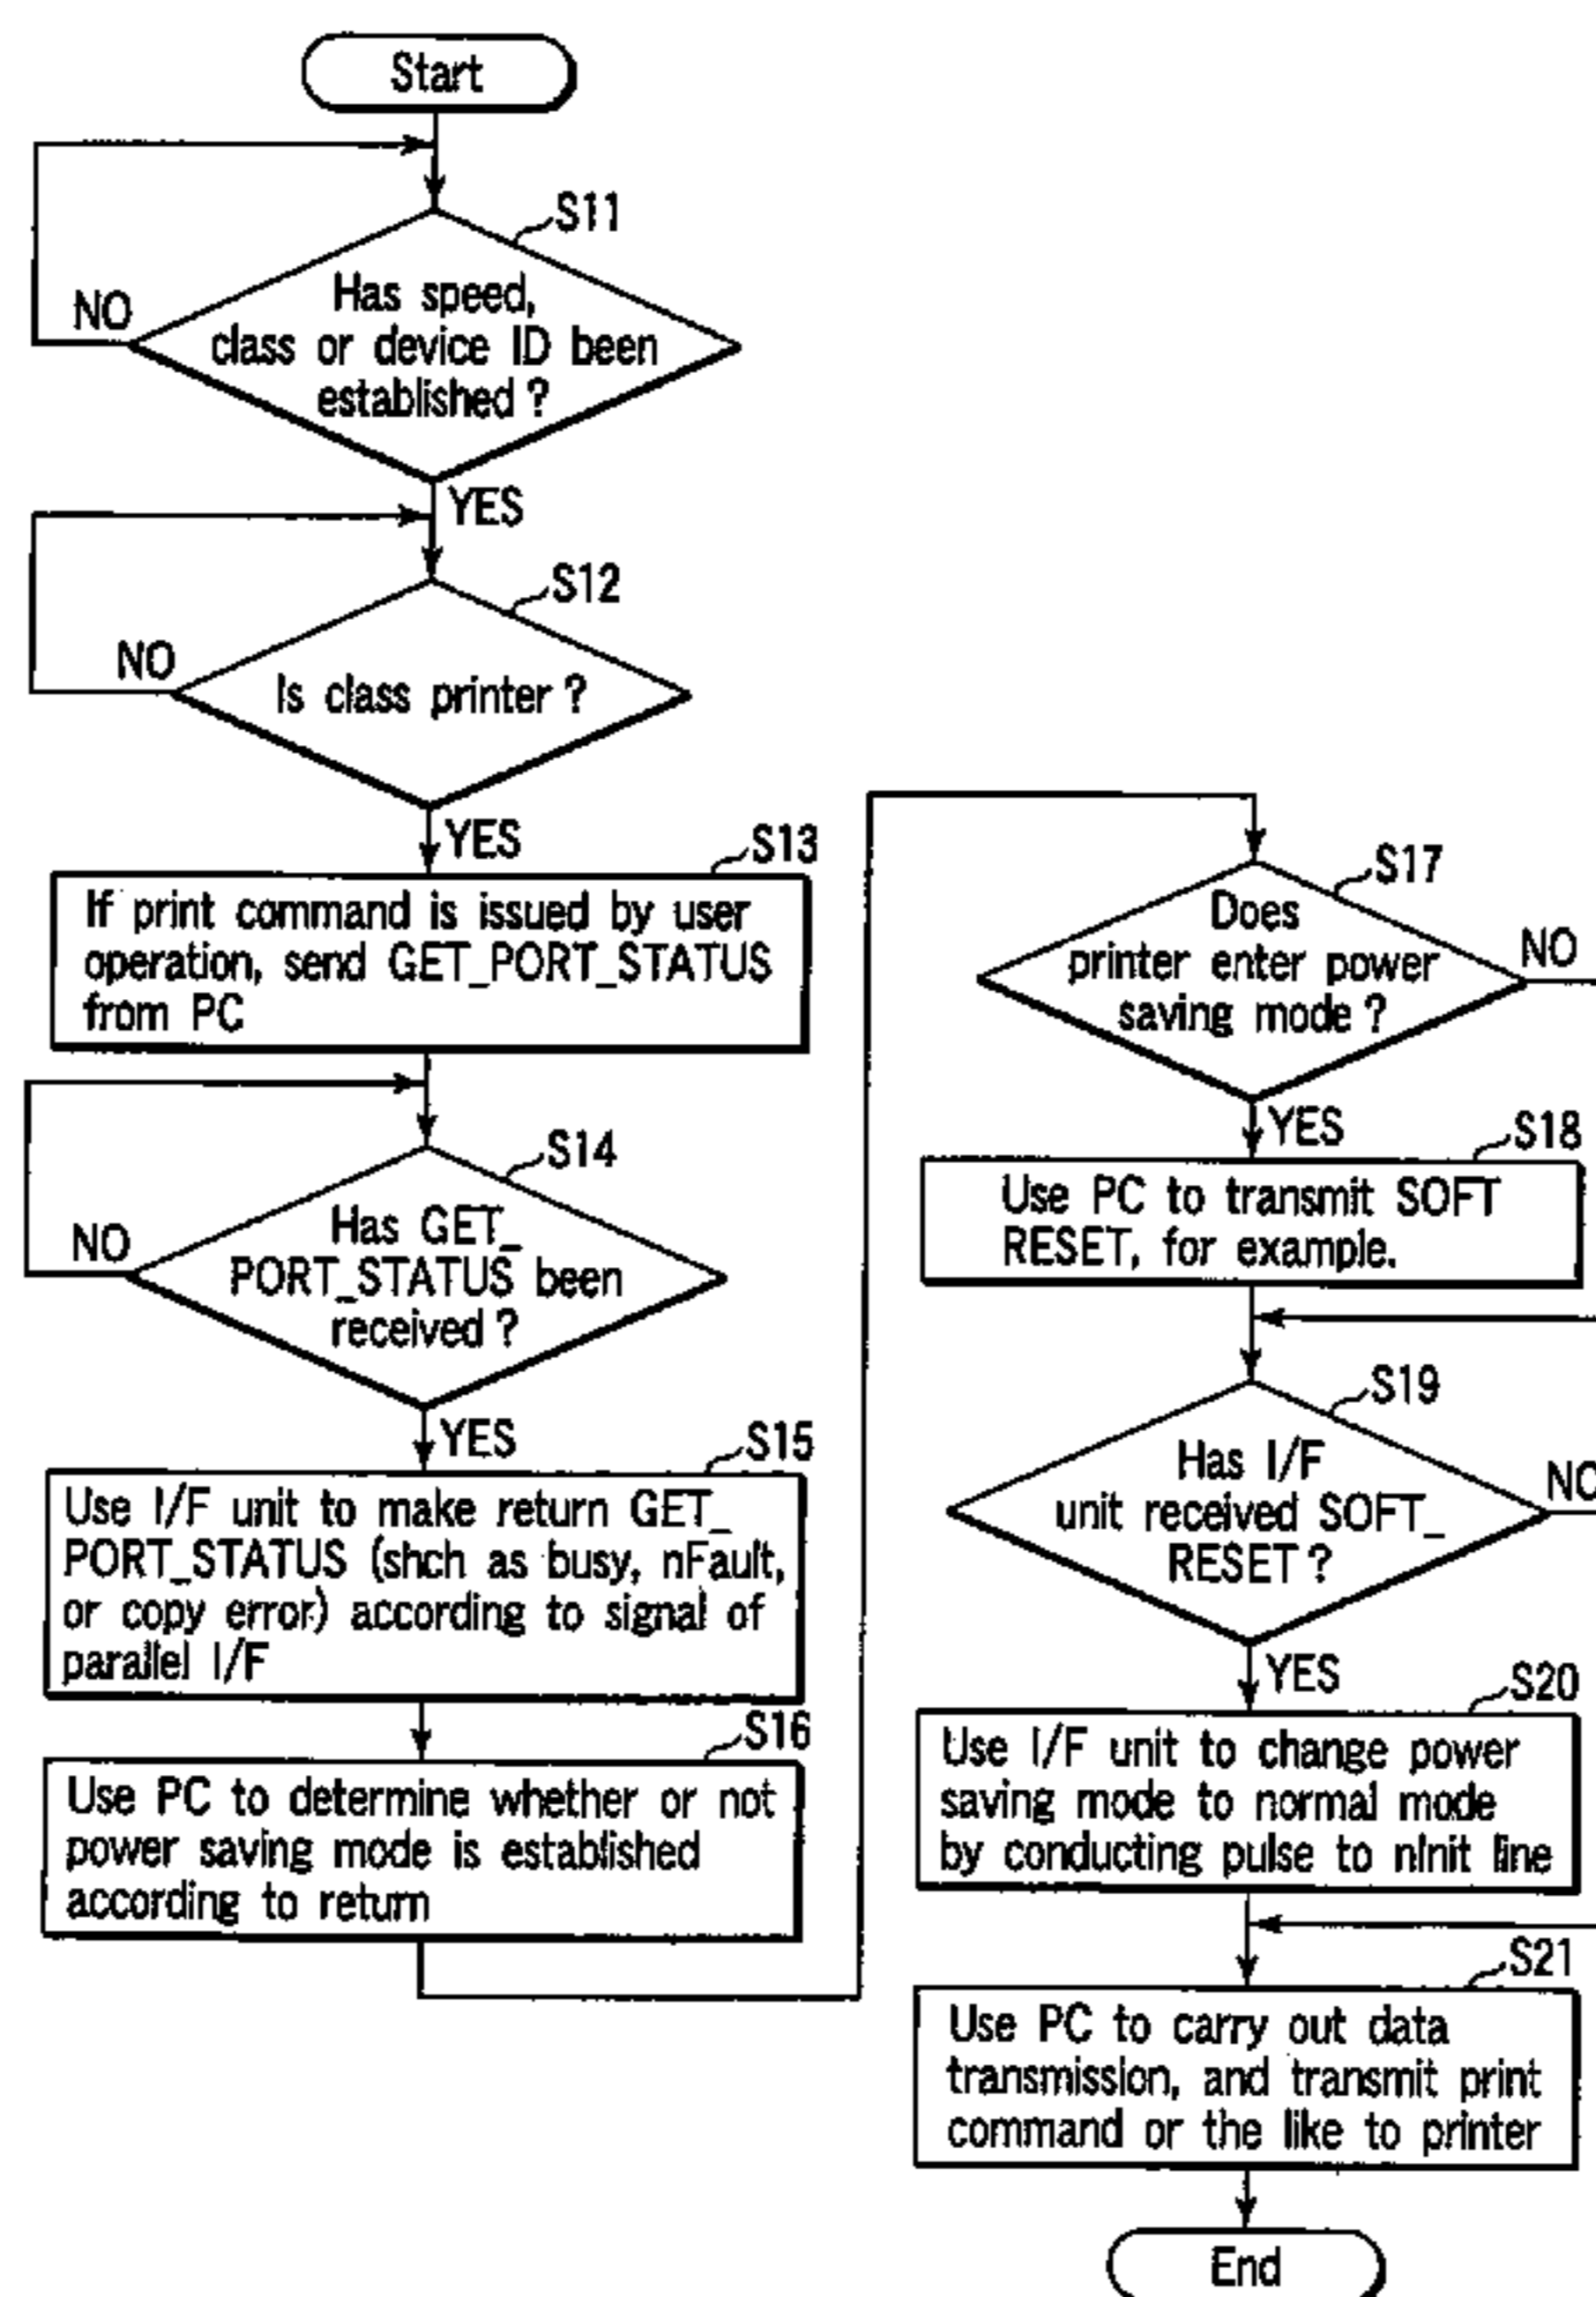 Start
S11
Has speed,
class or device ID been
established ?
NO
YES
S12
Is class printer ?
NO
YES
S13
If print command is issued by user
operation, send GET_PORT_STATUS
from PC
S14
Has GET_
PORT_STATUS been
received ?
NO
YES
S15
Use I/F unit to make return GET_
PORT_STATUS (shch as busy, nFault,
or copy error) according to signal of
parallel I/F
S16
Use PC to determine whether or not
power saving mode is established
according to return
S17
Does
printer enter power
saving mode ?
NO
YES
S18
Use PC to transmit SOFT
RESET, for example.
S19
Has I/F
unit received SOFT_
RESET ?
NO
YES
S20
Use I/F unit to change power
saving mode to normal mode
by conducting pulse to nInit line
S21
Use PC to carry out data
transmission, and transmit print
command or the like to printer
End